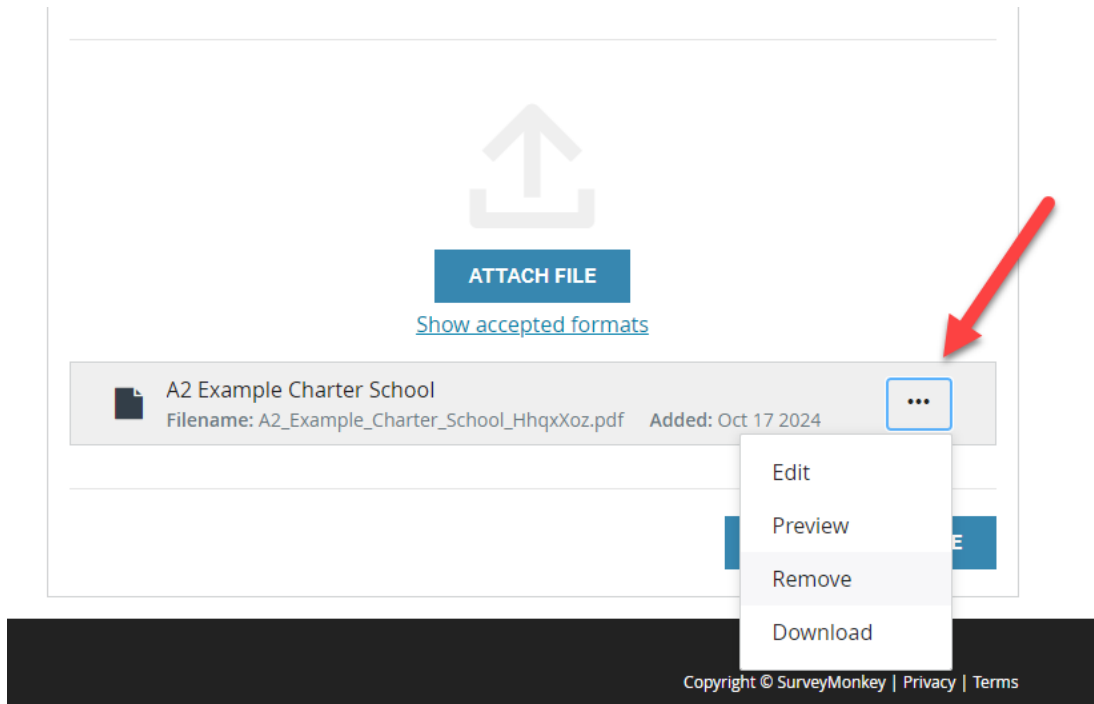 ATTACH FILE
Show accepted formats
A2 Example Charter School
•••
Filename: A2_Example_Charter_School_HhqxXoz.pdf Added: Oct 17 2024
Edit
Preview
Remove
Download
Copyright © SurveyMonkey | Privacy | Terms